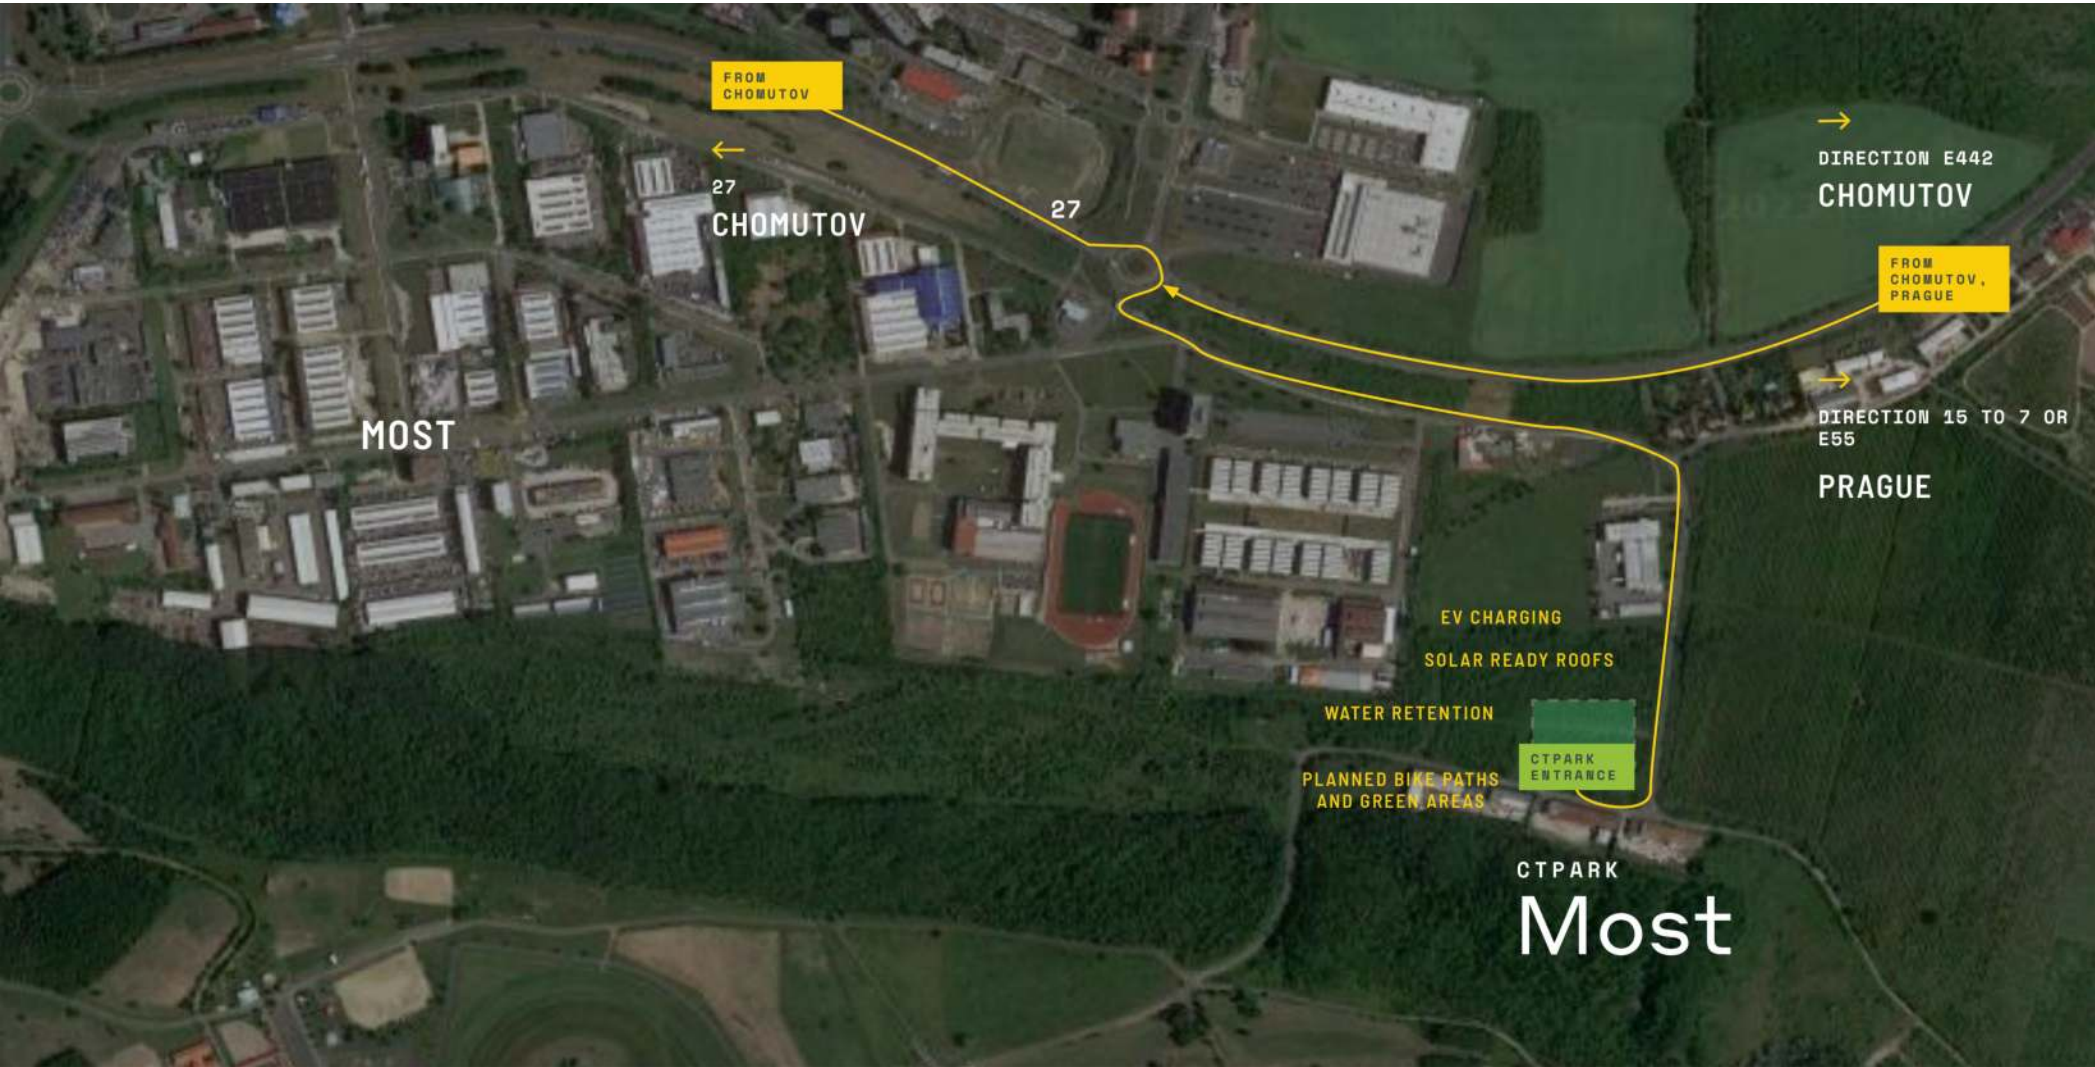 FROM
CHOMUTOV
27
CHOMUTOV
27
DIRECTION E442
CHOMUTOV
FROM
CHOMUTOV,
PRAGUE
DIRECTION 15 TO 7 OR
E55
PRAGUE
MOST
EV CHARGING
SOLAR READY ROOFS
WATER RETENTION
CTPARK
ENTRANCE
PLANNED BIKE PATHS
AND GREEN AREAS
CTPARK
Most